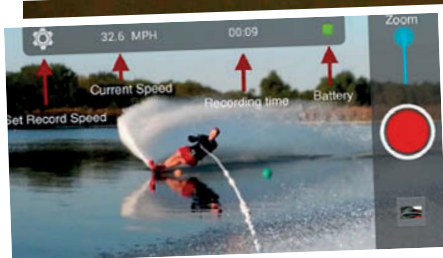 Zoom
32.6 MPH 00:09
Current Speed
Recording time
Battery
Set Record Speed